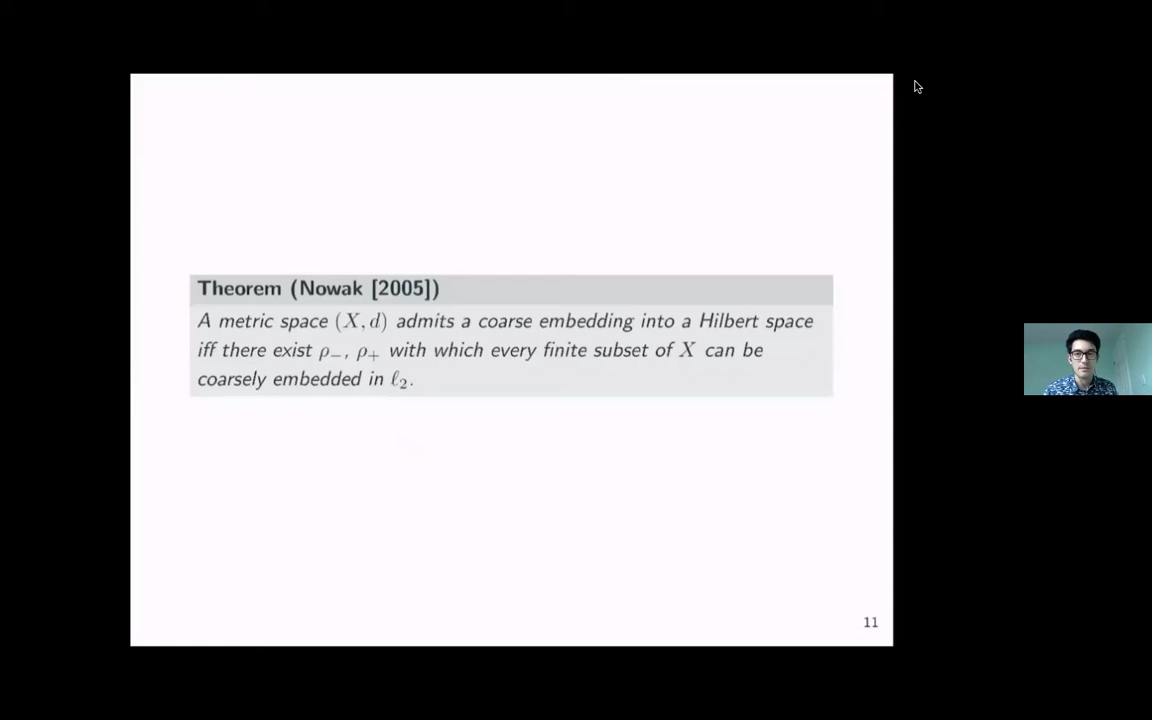 Theorem (Nowak [2005])
A metric space (X, d) admits a coarse embedding into a Hilbert space
iff there exist ρ₋, ρ₊ with which every finite subset of X can be
coarsely embedded in ℓ₂.
11